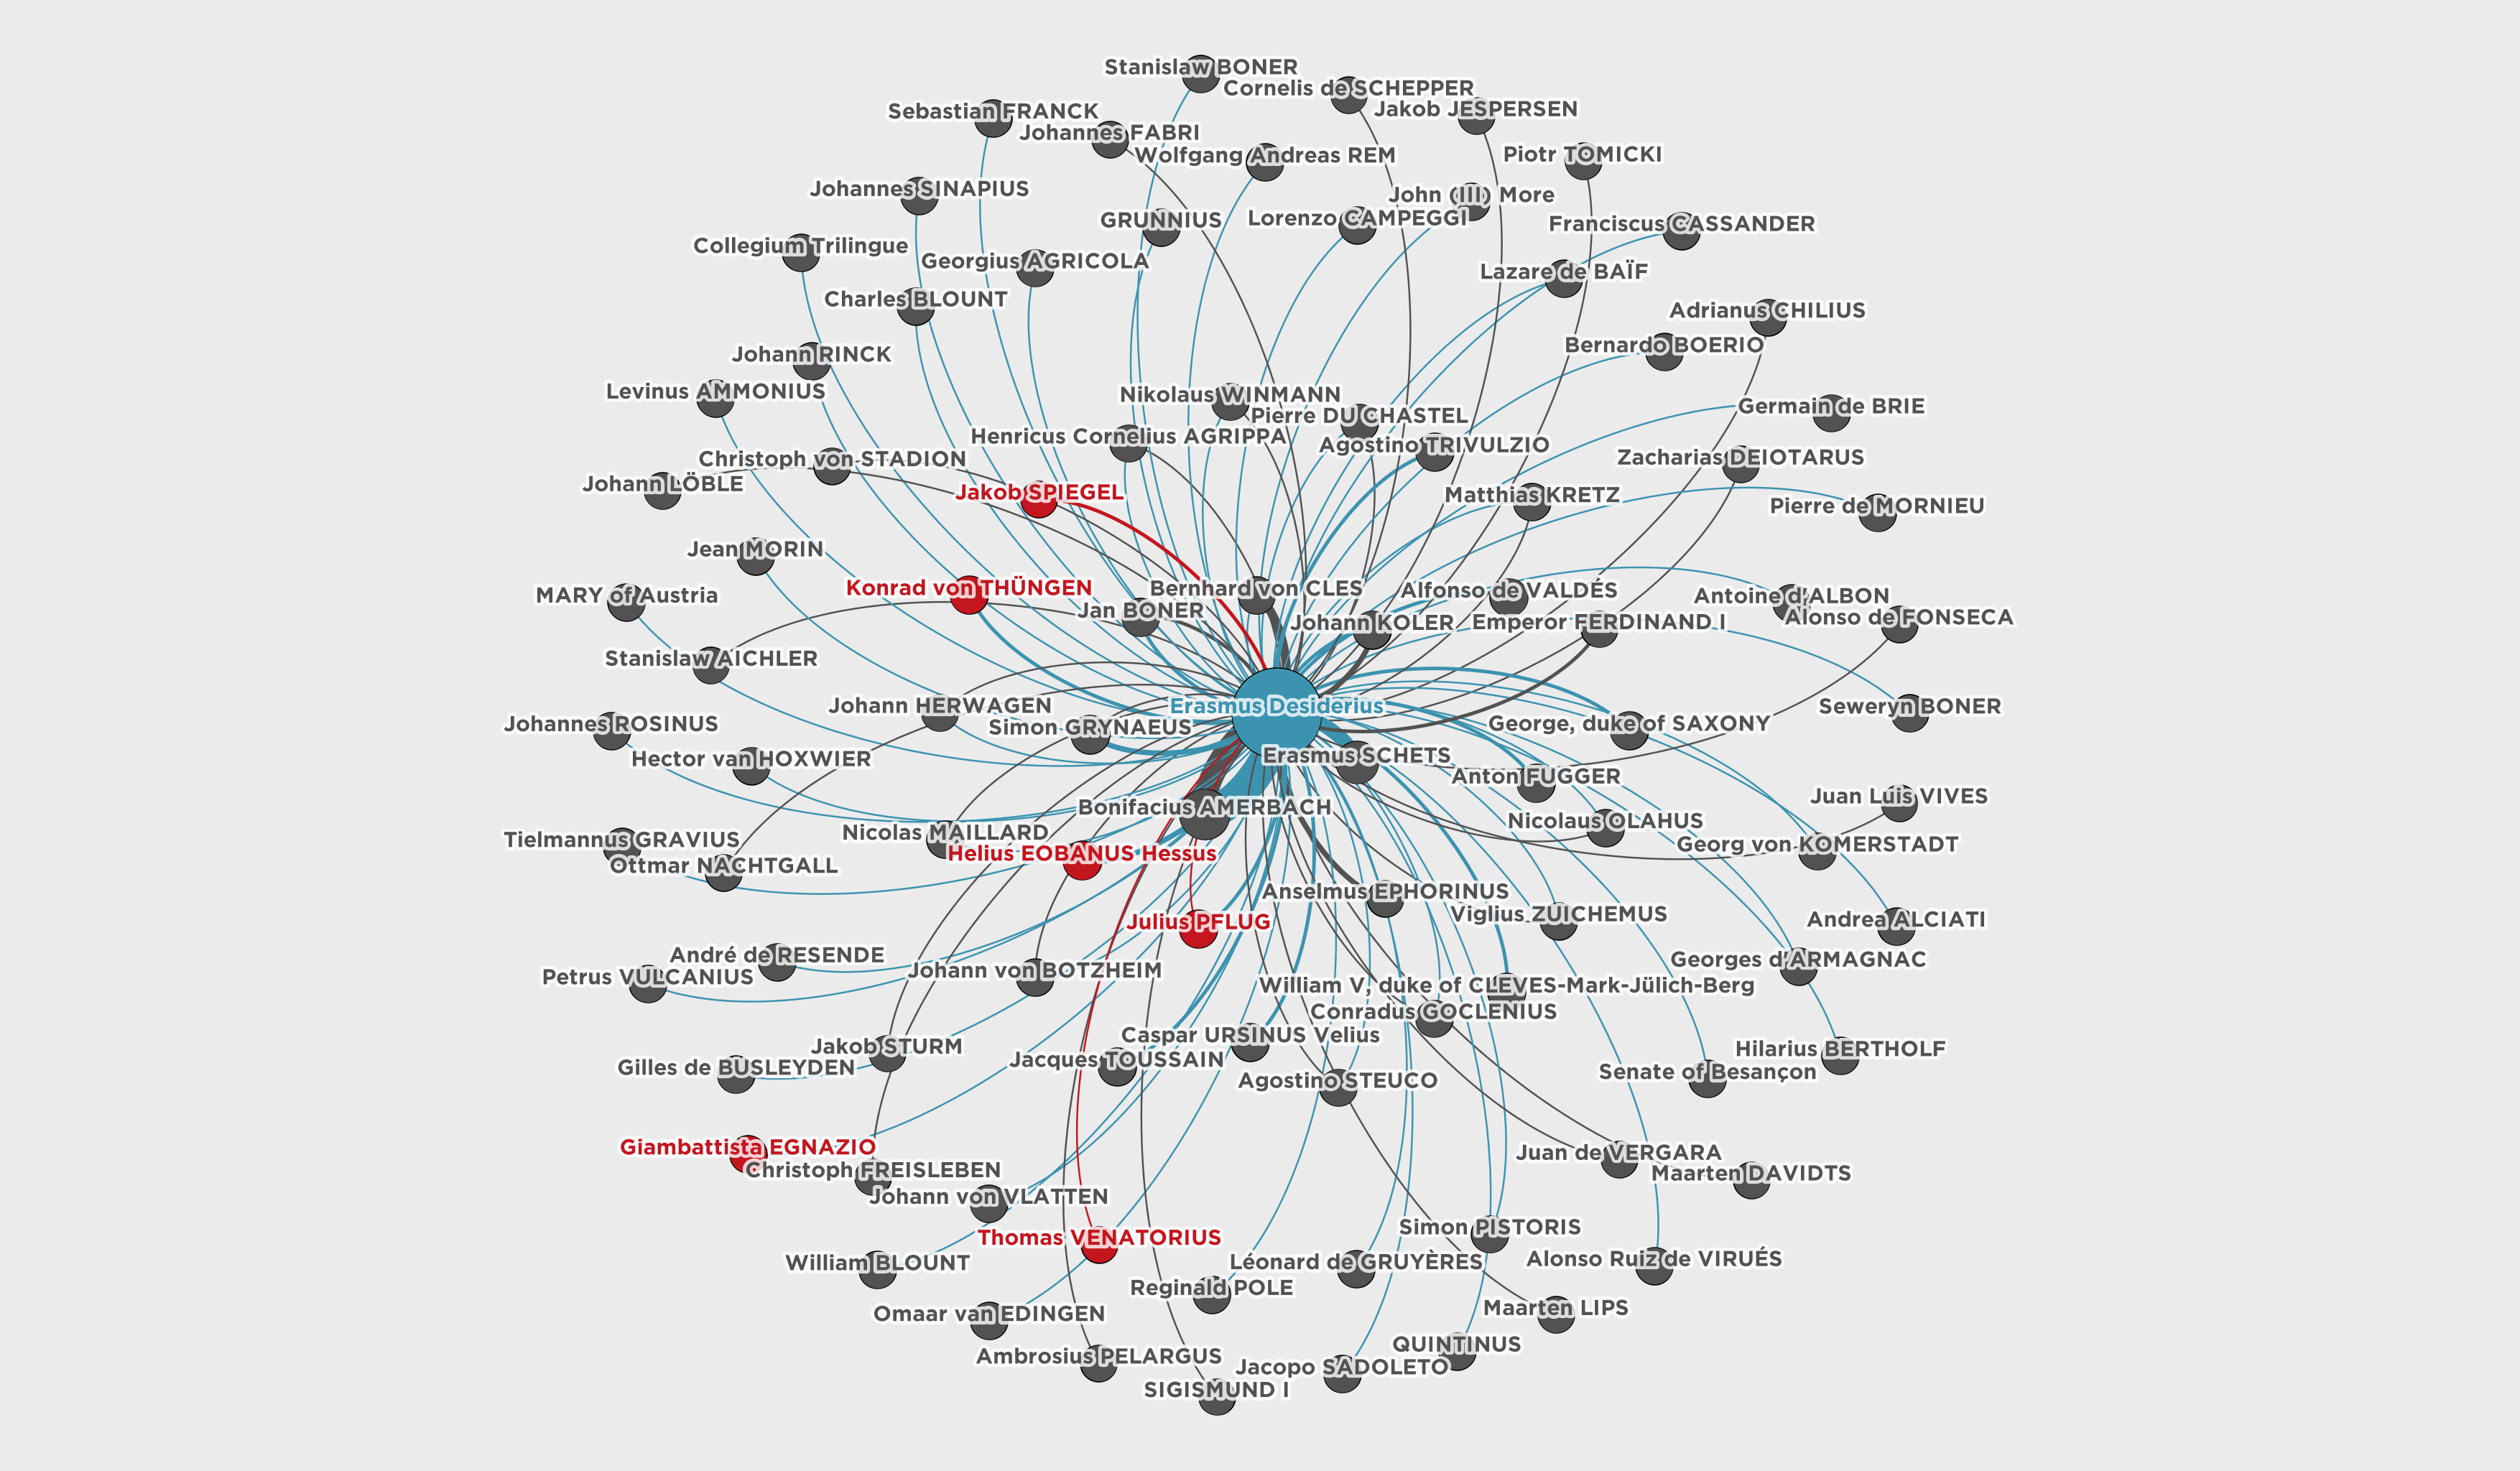 Stanislaw BONER
Cornelis de SCHEPPER
Sebastian FRANCK
Jakob JESPERSEN
Johannes FABRI
Wolfgang Andreas REM
Piotr TOMICKI
Johannes SINAPIUS
John (III) More
GRUNNIUS
Lorenzo CAMPEGGI
Franciscus CASSANDER
Collegium Trilingue
Georgius AGRICOLA
Lazare de BAÏF
Charles BLOUNT
Adrianus CHILIUS
Johann RINCK
Bernardo BOERIO
Levinus AMMONIUS
Nikolaus WINMANN
Germain de BRIE
Pierre DU CHASTEL
Henricus Cornelius AGRIPPA
Agostino TRIVULZIO
Christoph von STADION
Zacharias DEIOTARUS
Johann LÖBLE
Jakob SPIEGEL
Matthias KRETZ
Pierre de MORNIEU
Jean MORIN
Konrad von THÜNGEN
Bernhard von CLES
Alfonso de VALDÉS
MARY of Austria
Antoine d'ALBON
Jan BONER
Alonso de FONSECA
Johann KOLER
Emperor FERDINAND I
Stanislaw AICHLER
Johann HERWAGEN
Erasmus Desiderius
Seweryn BONER
Johannes ROSINUS
Simon GRYNAEUS
George, duke of SAXONY
Hector van HOXWIER
Erasmus SCHETS
Anton FUGGER
Juan Luis VIVES
Bonifacius AMERBACH
Nicolaus OLAHUS
Tielmannus GRAVIUS
Nicolas MAILLARD
Georg von KOMERSTADT
Helius EOBANUS Hessus
Ottmar NACHTGALL
Anselmus EPHORINUS
Julius PFLUG
Viglius ZUICHEMUS
Andrea ALCIATI
André de RESENDE
Georges d'ARMAGNAC
Petrus VULCANIUS
Johann von BOTZHEIM
William V, duke of CLEVES-Mark-Jülich-Berg
Conradus GOCLENIUS
Caspar URSINUS Velius
Jakob STURM
Hilarius BERTHOLF
Jacques TOUSSAIN
Gilles de BUSLEYDEN
Senate of Besançon
Agostino STEUCO
Giambattista EGNAZIO
Juan de VERGARA
Christoph FREISLEBEN
Maarten DAVIDTS
Johann von VLATTEN
Simon PISTORIS
Thomas VENATORIUS
William BLOUNT
Léonard de GRUYÈRES
Alonso Ruiz de VIRUÉS
Reginald POLE
Maarten LIPS
Omaar van EDINGEN
QUINTINUS
Ambrosius PELARGUS
Jacopo SADOLETO
SIGISMUND I